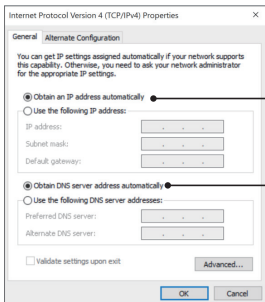 Internet Protocol Version 4 (TCP/IPv4) Properties
General
Alternate Configuration
You can get IP settings assigned automatically if your network supports
this capability. Otherwise, you need to ask your network administrator
for the appropriate IP settings.
Obtain an IP address automatically
Use the following IP address:
IP address:
Subnet mask:
Default gateway:
Obtain DNS server address automatically
Use the following DNS server addresses:
Preferred DNS server:
Alternate DNS server:
Validate settings upon exit
Advanced...
OK
Cancel